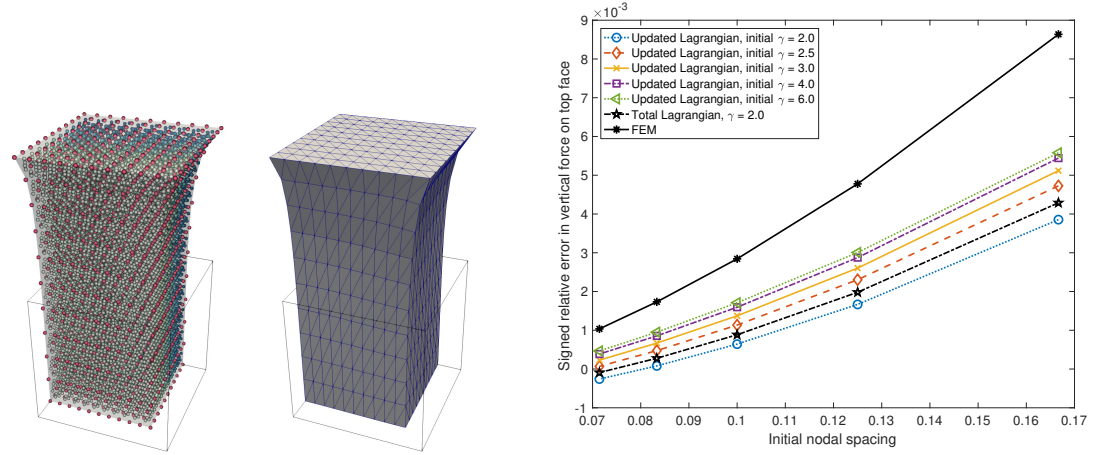 ×10⁻³
9
8
7
6
5
4
3
2
1
0
-1
Signed relative error in vertical force on top face
Updated Lagrangian, initial γ = 2.0
Updated Lagrangian, initial γ = 2.5
Updated Lagrangian, initial γ = 3.0
Updated Lagrangian, initial γ = 4.0
Updated Lagrangian, initial γ = 6.0
Total Lagrangian, γ = 2.0
FEM
0.07 0.08 0.09 0.1 0.11 0.12 0.13 0.14 0.15 0.16 0.17
Initial nodal spacing